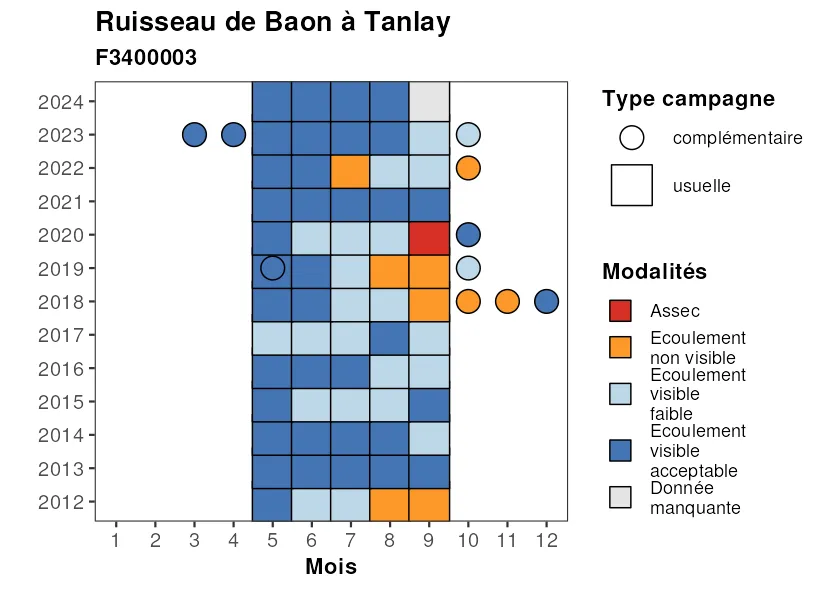 Ruisseau de Baon à Tanlay
F3400003
2024
2023
2022
2021
2020
2019
2018
2017
2016
2015
2014
2013
2012
1 2 3 4 5 6 7 8 9 10 11 12
Mois
Type campagne
complémentaire
usuelle
Modalités
Assec
Ecoulement
non visible
Ecoulement
visible
faible
Ecoulement
visible
acceptable
Donnée
manquante